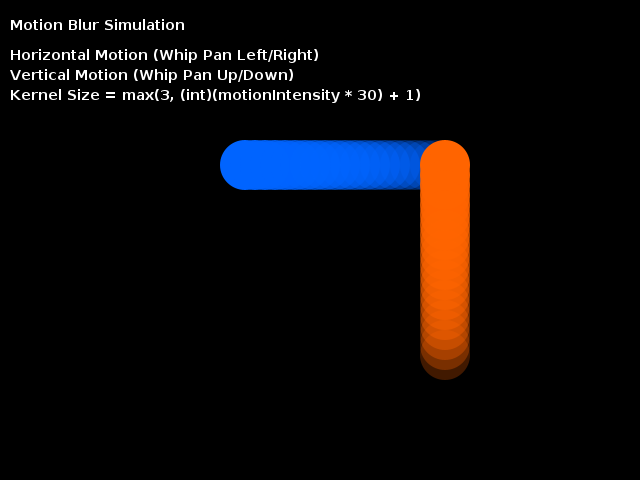 Motion Blur Simulation
Horizontal Motion (Whip Pan Left/Right)
Vertical Motion (Whip Pan Up/Down)
Kernel Size = max(3, (int)(motionIntensity * 30) + 1)